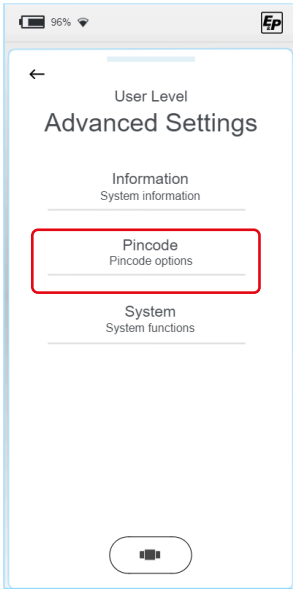 96% EP
User Level
Advanced Settings
Information
System information
Pincode
Pincode options
System
System functions